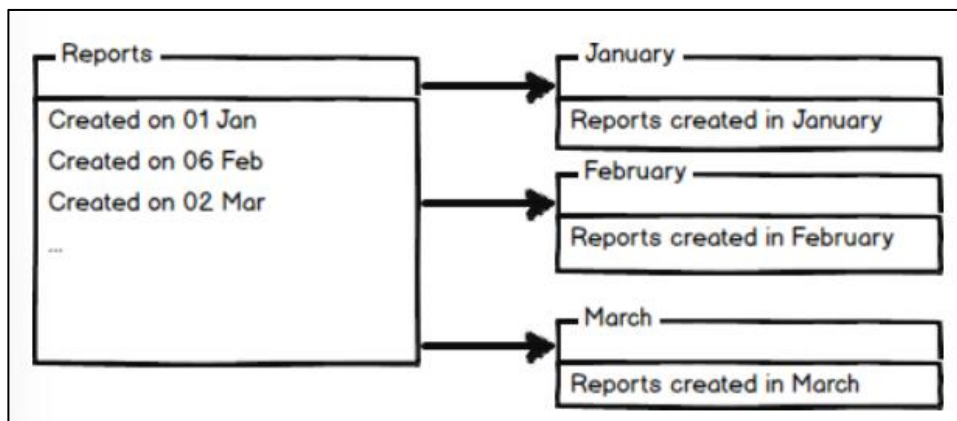 Reports
Created on 01 Jan
Created on 06 Feb
Created on 02 Mar
...
January
Reports created in January
February
Reports created in February
March
Reports created in March